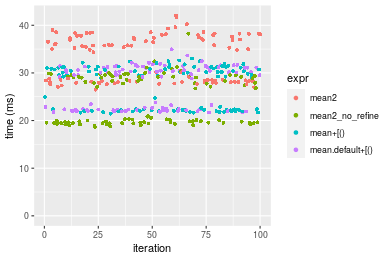 time (ms)
40
30
20
10
0
0
25
50
75
100
iteration
expr
mean2
mean2_no_refine
mean+[()
mean.default+[()